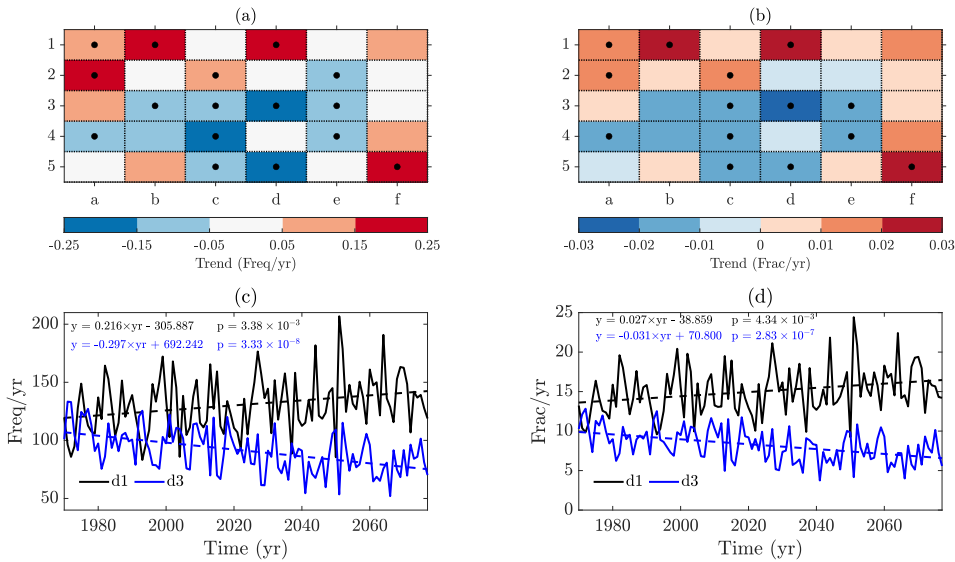 (a)
1
2
3
4
5
a b c d e f
-0.25 -0.15 -0.05 0.05 0.15 0.25
Trend (Freq/yr)
(b)
1
2
3
4
5
a b c d e f
-0.03 -0.02 -0.01 0 0.01 0.02 0.03
Trend (Frac/yr)
(c)
y = 0.216×yr - 305.887 p = 3.38 × 10⁻³
y = -0.297×yr + 692.242 p = 3.33 × 10⁻⁸
200
150
100
50
Freq/yr
d1 d3
1980 2000 2020 2040 2060
Time (yr)
(d)
y = 0.027×yr - 38.859 p = 4.34 × 10⁻³
y = -0.031×yr + 70.800 p = 2.83 × 10⁻⁷
25
20
15
10
5
0
Frac/yr
d1 d3
1980 2000 2020 2040 2060
Time (yr)